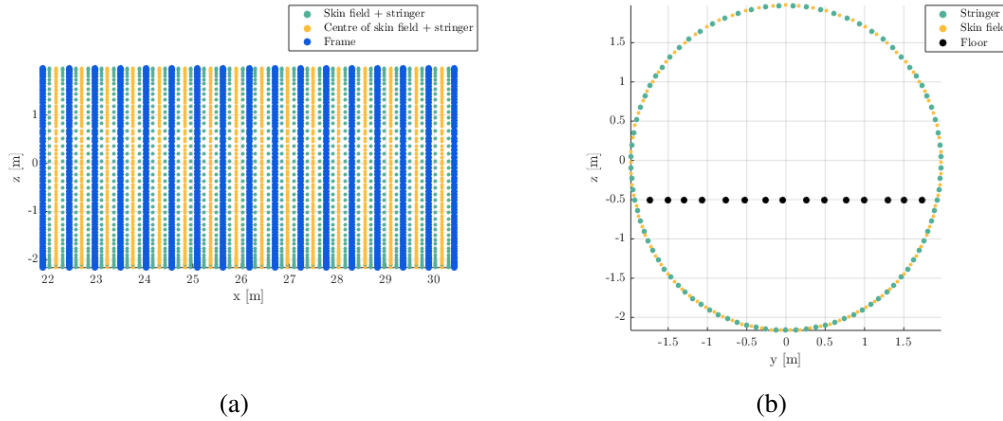 Skin field + stringer
Centre of skin field + stringer
Frame
1
0
-1
-2
z [m]
22 23 24 25 26 27 28 29 30
x [m]
(a)
Stringer
Skin field
Floor
1.5
1
0.5
0
-0.5
-1
-1.5
-2
z [m]
-1.5 -1 -0.5 0 0.5 1 1.5
y [m]
(b)